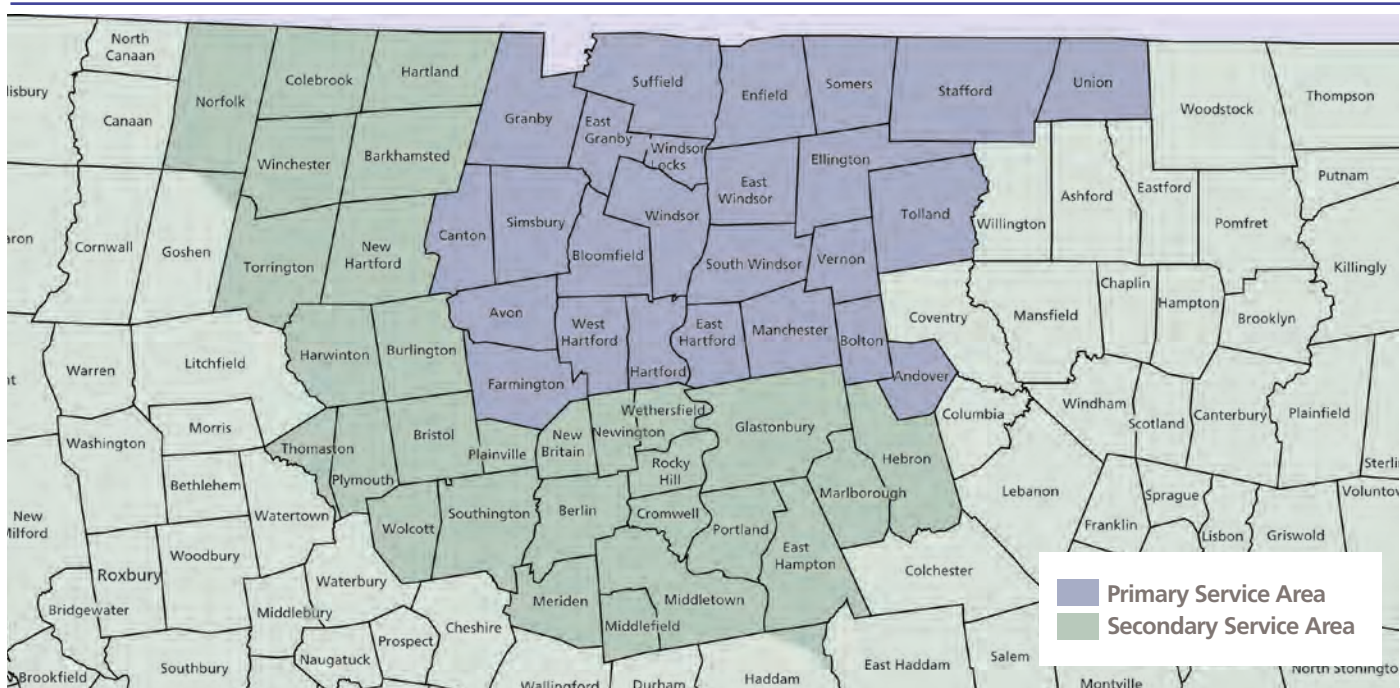 North
Canaan
Colebrook
Hartland
lisbury
Norfolk
Canaan
Granby
Suffield
Enfield
Somers
Stafford
Union
Woodstock
Thompson
East
Granby
Windsor
Locks
Winchester
Barkhamsted
Ellington
Putnam
East
Windsor
Tolland
Willington
Ashford
Eastford
Pomfret
aron
Cornwall
Goshen
Torrington
New
Hartford
Canton
Simsbury
Bloomfield
Windsor
South Windsor
Vernon
Killingly
Avon
West
Hartford
Hartford
East
Hartford
Manchester
Bolton
Coventry
Mansfield
Chaplin
Hampton
Brooklyn
nt
Warren
Litchfield
Harwinton
Burlington
Farmington
Andover
Columbia
Windham
Scotland
Canterbury
Plainfield
Sterli
Washington
Morris
Bethlehem
Thomaston
Plymouth
Bristol
Plainville
New
Britain
Newington
Wethersfield
Rocky
Hill
Glastonbury
Hebron
Marlborough
Lebanon
Franklin
Sprague
Lisbon
Griswold
Voluntow
New
Milford
Watertown
Woodbury
Roxbury
Wolcott
Southington
Berlin
Cromwell
Portland
East
Hampton
Colchester
Bridgewater
Middlebury
Waterbury
Meriden
Middletown
Middlefield
Cheshire
Prospect
Naugatuck
Brookfield
Southbury
Wallingford
Durham
Haddam
East Haddam
Salem
Montville
North Stonington
Primary Service Area
Secondary Service Area